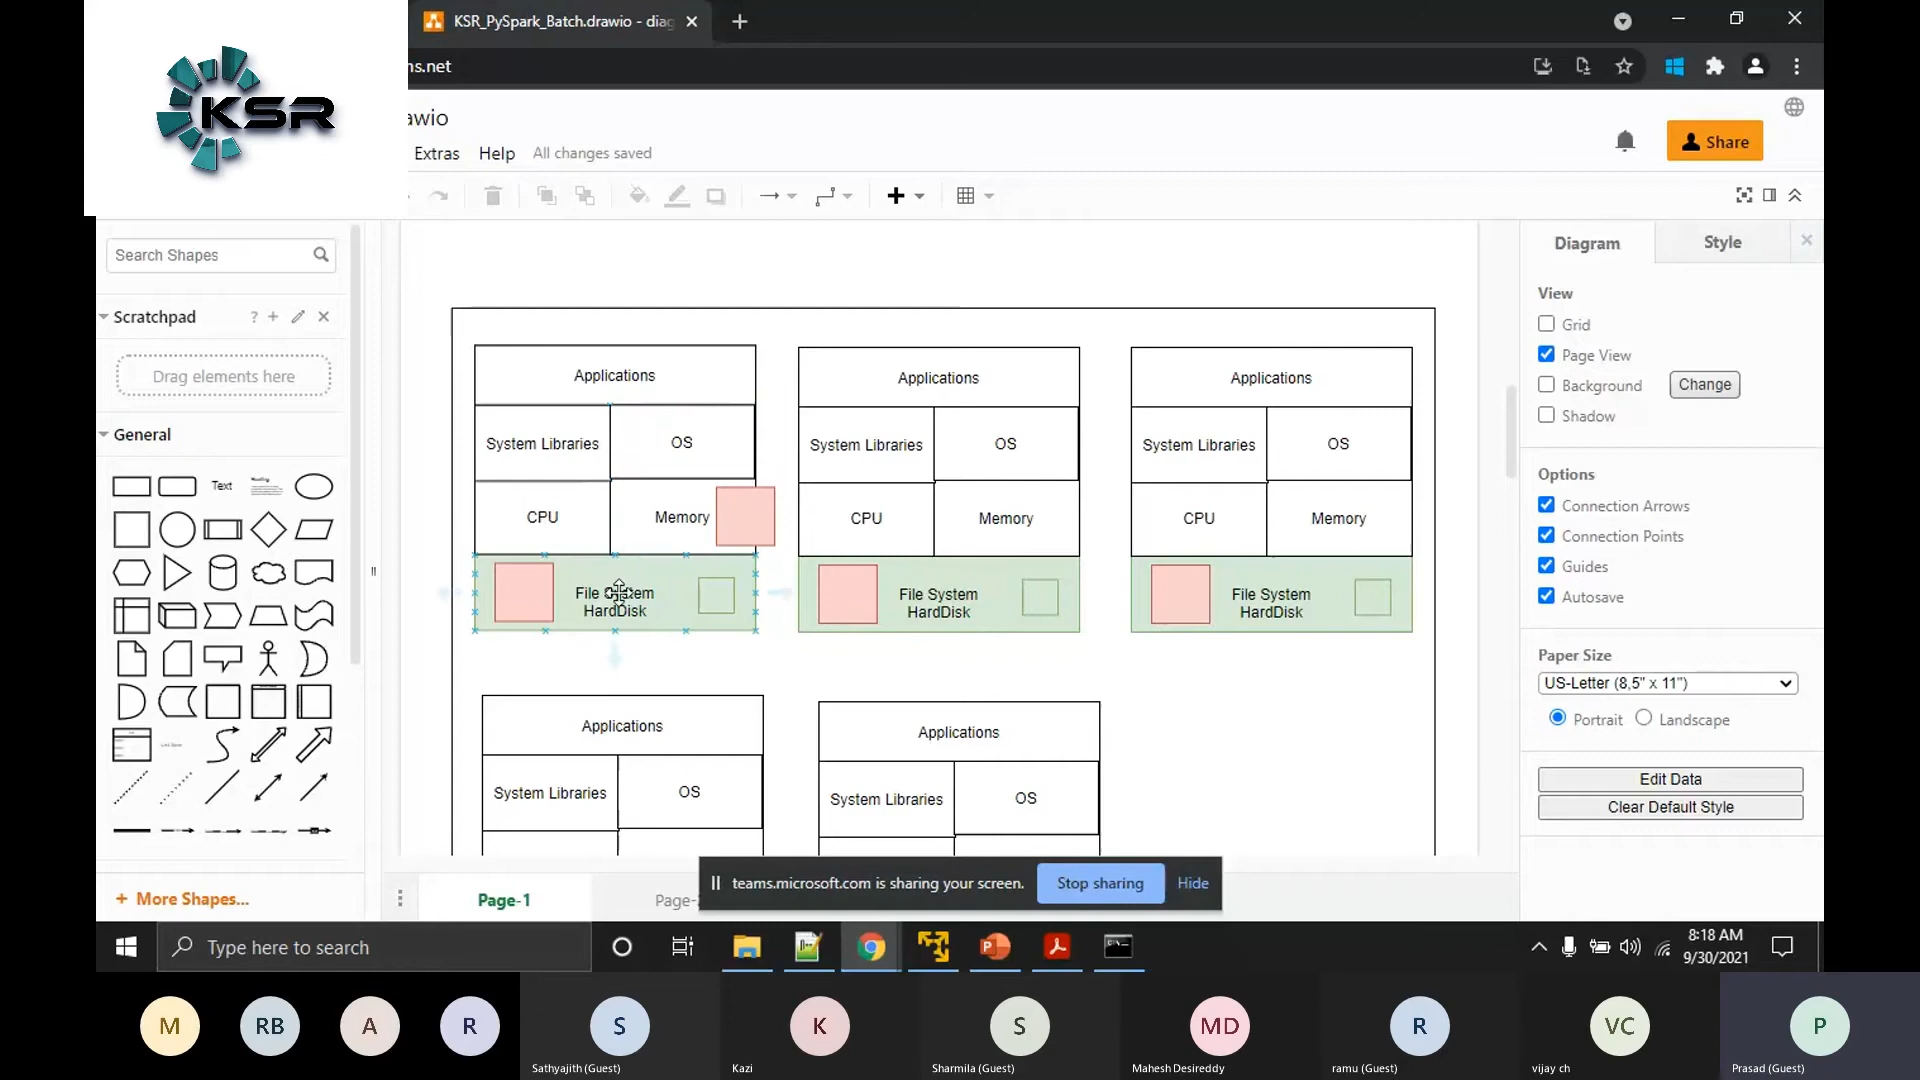 KSR
KSR_PySpark_Batch.drawio - diag
ns.net
awio
Extras Help All changes saved
Share
Search Shapes
Scratchpad ? +
Drag elements here
General
Text
Heading
More Shapes...
Applications
System Libraries OS
CPU Memory
File System
HardDisk
Applications
System Libraries OS
CPU Memory
File System
HardDisk
Applications
System Libraries OS
CPU Memory
File System
HardDisk
Applications
System Libraries OS
Applications
System Libraries OS
Diagram Style
View
Grid
Page View
Background Change
Shadow
Options
Connection Arrows
Connection Points
Guides
Autosave
Paper Size
US-Letter (8,5" x 11")
Portrait Landscape
Edit Data
Clear Default Style
Page-1 Page-
teams.microsoft.com is sharing your screen. Stop sharing Hide
Type here to search
8:18 AM
9/30/2021
M RB A R S K S MD R VC P
Sathyajith (Guest) Kazi Sharmila (Guest) Mahesh Desireddy ramu (Guest) vijay ch Prasad (Guest)